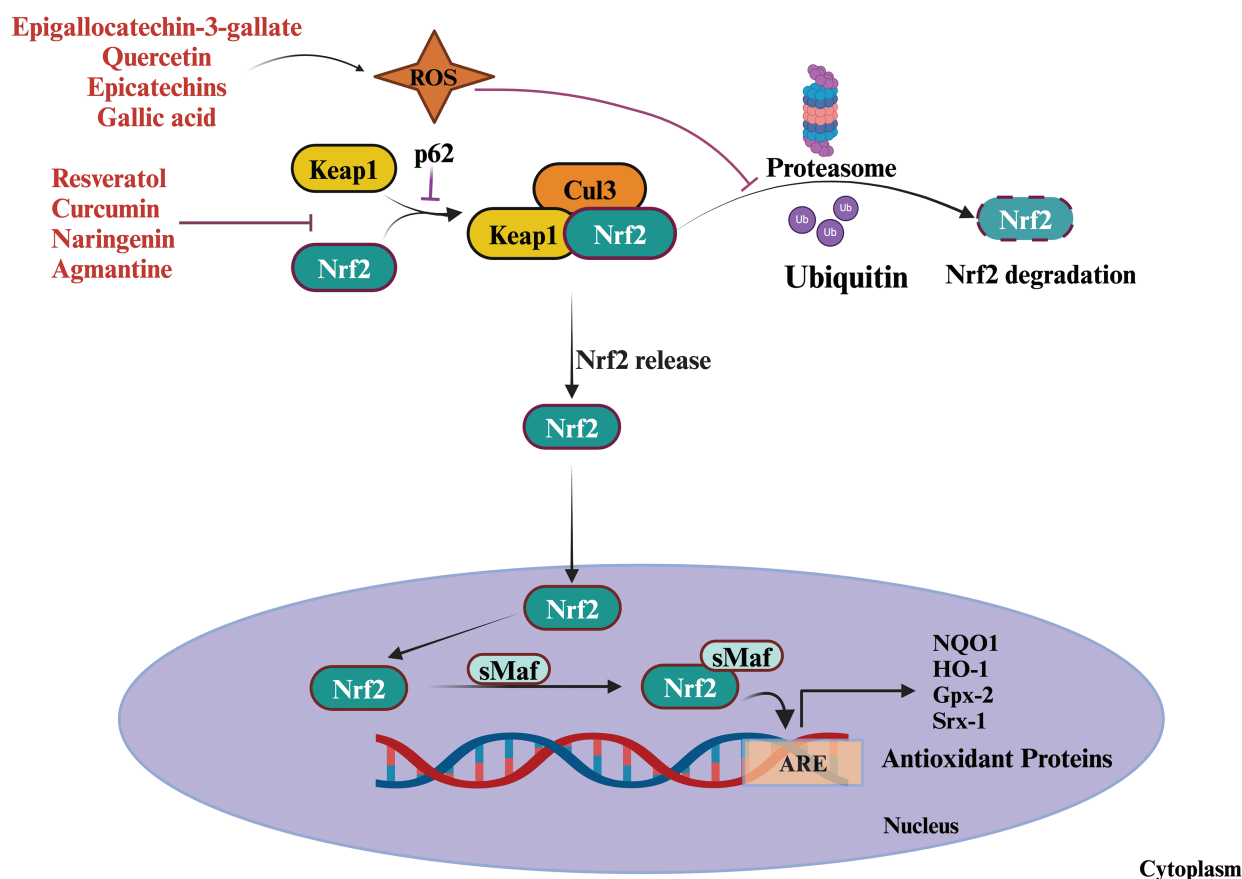 Epigallocatechin-3-gallate
Quercetin
Epicatechins
Gallic acid
ROS
Resveratol
Curcumin
Naringenin
Agmantine
Keap1
p62
Nrf2
Cul3
Keap1
Nrf2
Proteasome
Ub
Ub
Ub
Ubiquitin
Nrf2
Nrf2 degradation
Nrf2 release
Nrf2
Nrf2
Nrf2
sMaf
sMaf
Nrf2
ARE
NQO1
HO-1
Gpx-2
Srx-1
Antioxidant Proteins
Nucleus
Cytoplasm